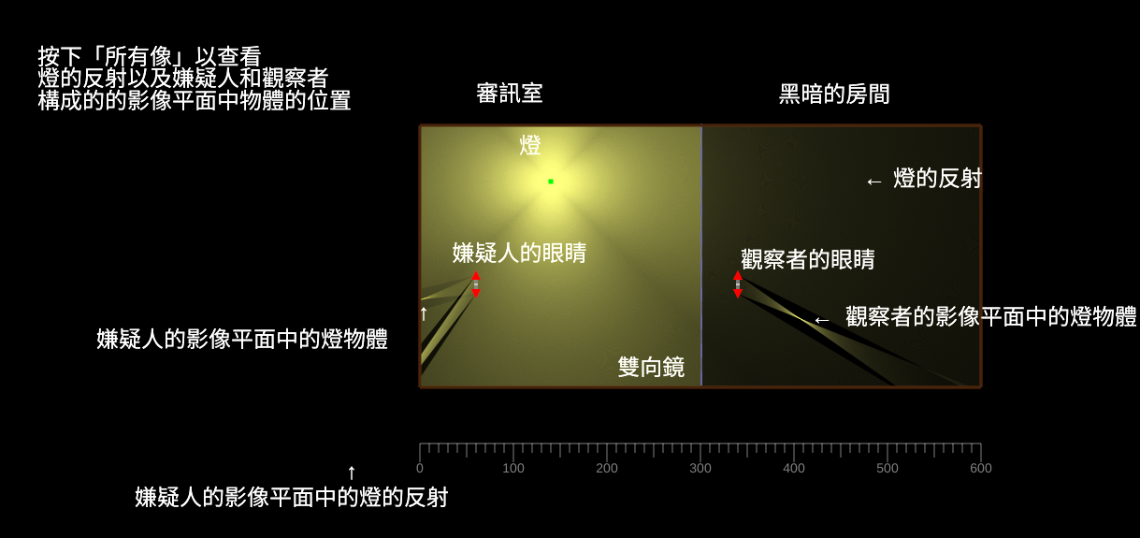 按下「所有像」以查看
燈的反射以及嫌疑人和觀察者
構成的的影像平面中物體的位置
審訊室
黑暗的房間
燈
← 燈的反射
嫌疑人的眼睛
觀察者的眼睛
↑
← 觀察者的影像平面中的燈物體
嫌疑人的影像平面中的燈物體
雙向鏡
0 100 200 300 400 500 600
↑
嫌疑人的影像平面中的燈的反射